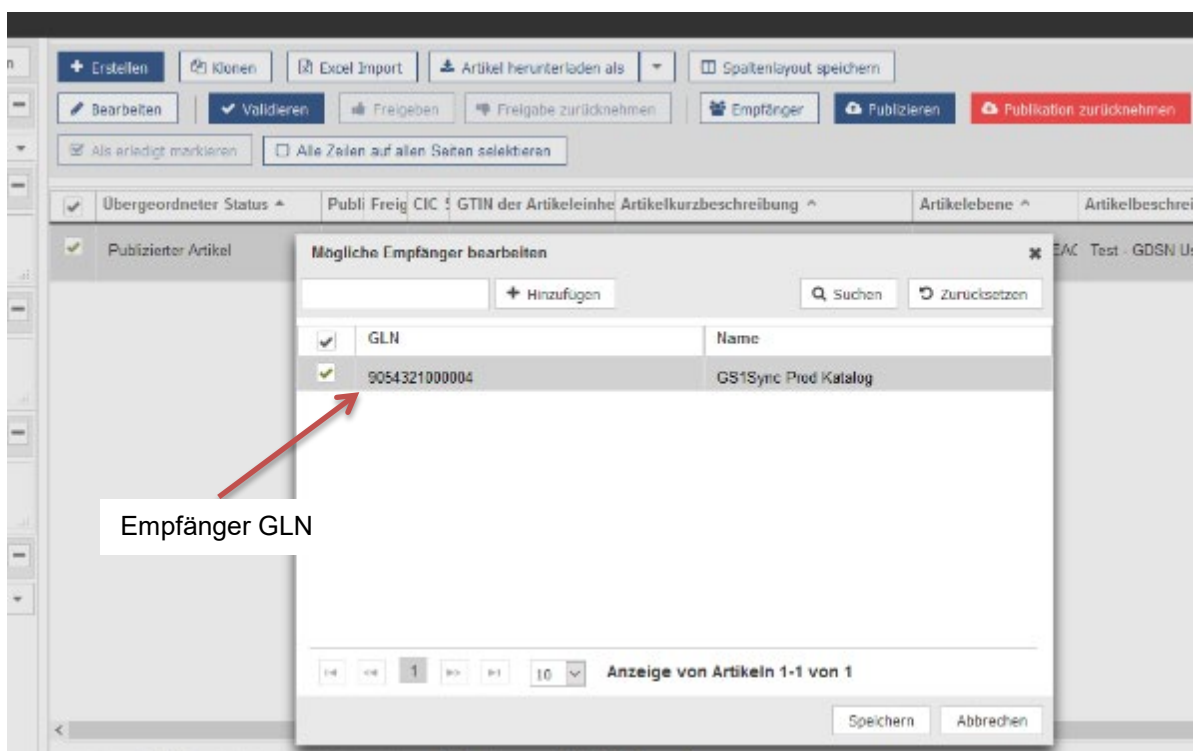 Erstellen Klonen Excel Import Artikel herunterladen als Spaltenlayout speichern
Bearbeiten Validieren Freigeben Freigabe zurücknehmen Empfänger Publizieren Publikation zurücknehmen
Als erledigt markieren Alle Zeilen auf allen Seiten selektieren
Übergeordneter Status Publi Freig CIC GTIN der Artikeleinhe Artikelkurzbeschreibung Artikelebene Artikelbeschrei
Publizierter Artikel
Test - GDSN Us
Mögliche Empfänger bearbeiten
Hinzufügen Suchen Zurücksetzen
GLN Name
9054321000004 GS1Sync Prod Katalog
Empfänger GLN
1 10 Anzeige von Artikeln 1-1 von 1
Speichern Abbrechen